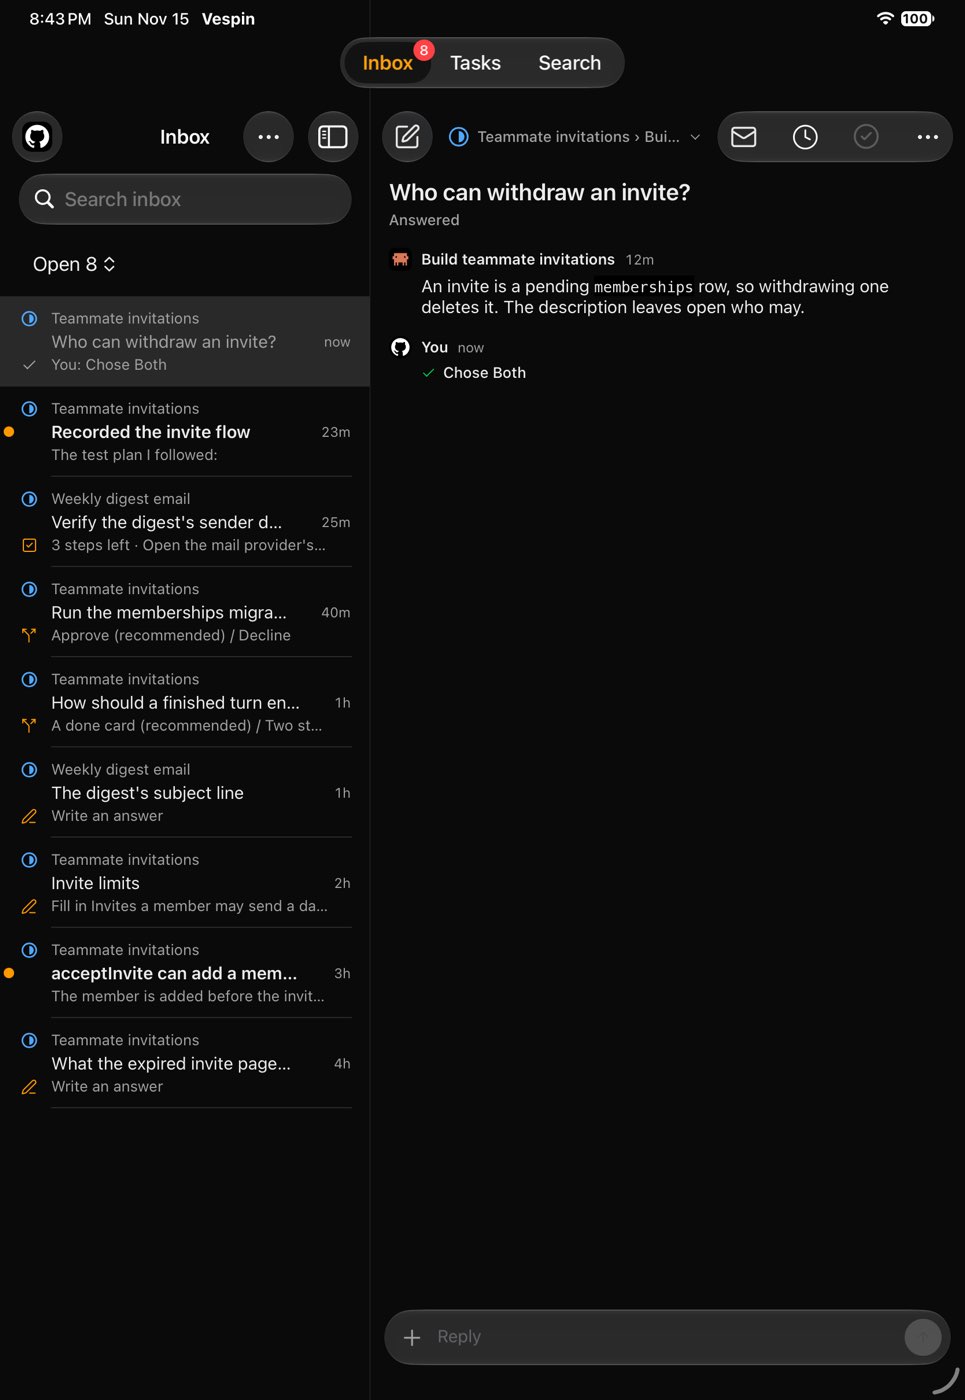 8:43 PM Sun Nov 15 Vespin
100
Inbox 8 Tasks Search
Inbox
Search inbox
Open 8
Teammate invitations
Who can withdraw an invite? now
You: Chose Both
Teammate invitations
Recorded the invite flow 23m
The test plan I followed:
Weekly digest email
Verify the digest's sender d... 25m
3 steps left · Open the mail provider's...
Teammate invitations
Run the memberships migra... 40m
Approve (recommended) / Decline
Teammate invitations
How should a finished turn en... 1h
A done card (recommended) / Two st...
Weekly digest email
The digest's subject line 1h
Write an answer
Teammate invitations
Invite limits 2h
Fill in Invites a member may send a da...
Teammate invitations
acceptInvite can add a mem... 3h
The member is added before the invit...
Teammate invitations
What the expired invite page... 4h
Write an answer
Teammate invitations › Bui...
Who can withdraw an invite?
Answered
Build teammate invitations 12m
An invite is a pending memberships row, so withdrawing one
deletes it. The description leaves open who may.
You now
Chose Both
Reply